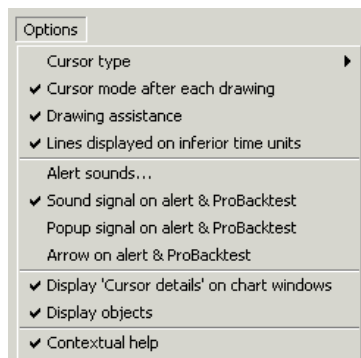 Options
Cursor type
Cursor mode after each drawing
Drawing assistance
Lines displayed on inferior time units
Alert sounds...
Sound signal on alert & ProBacktest
Popup signal on alert & ProBacktest
Arrow on alert & ProBacktest
Display 'Cursor details' on chart windows
Display objects
Contextual help